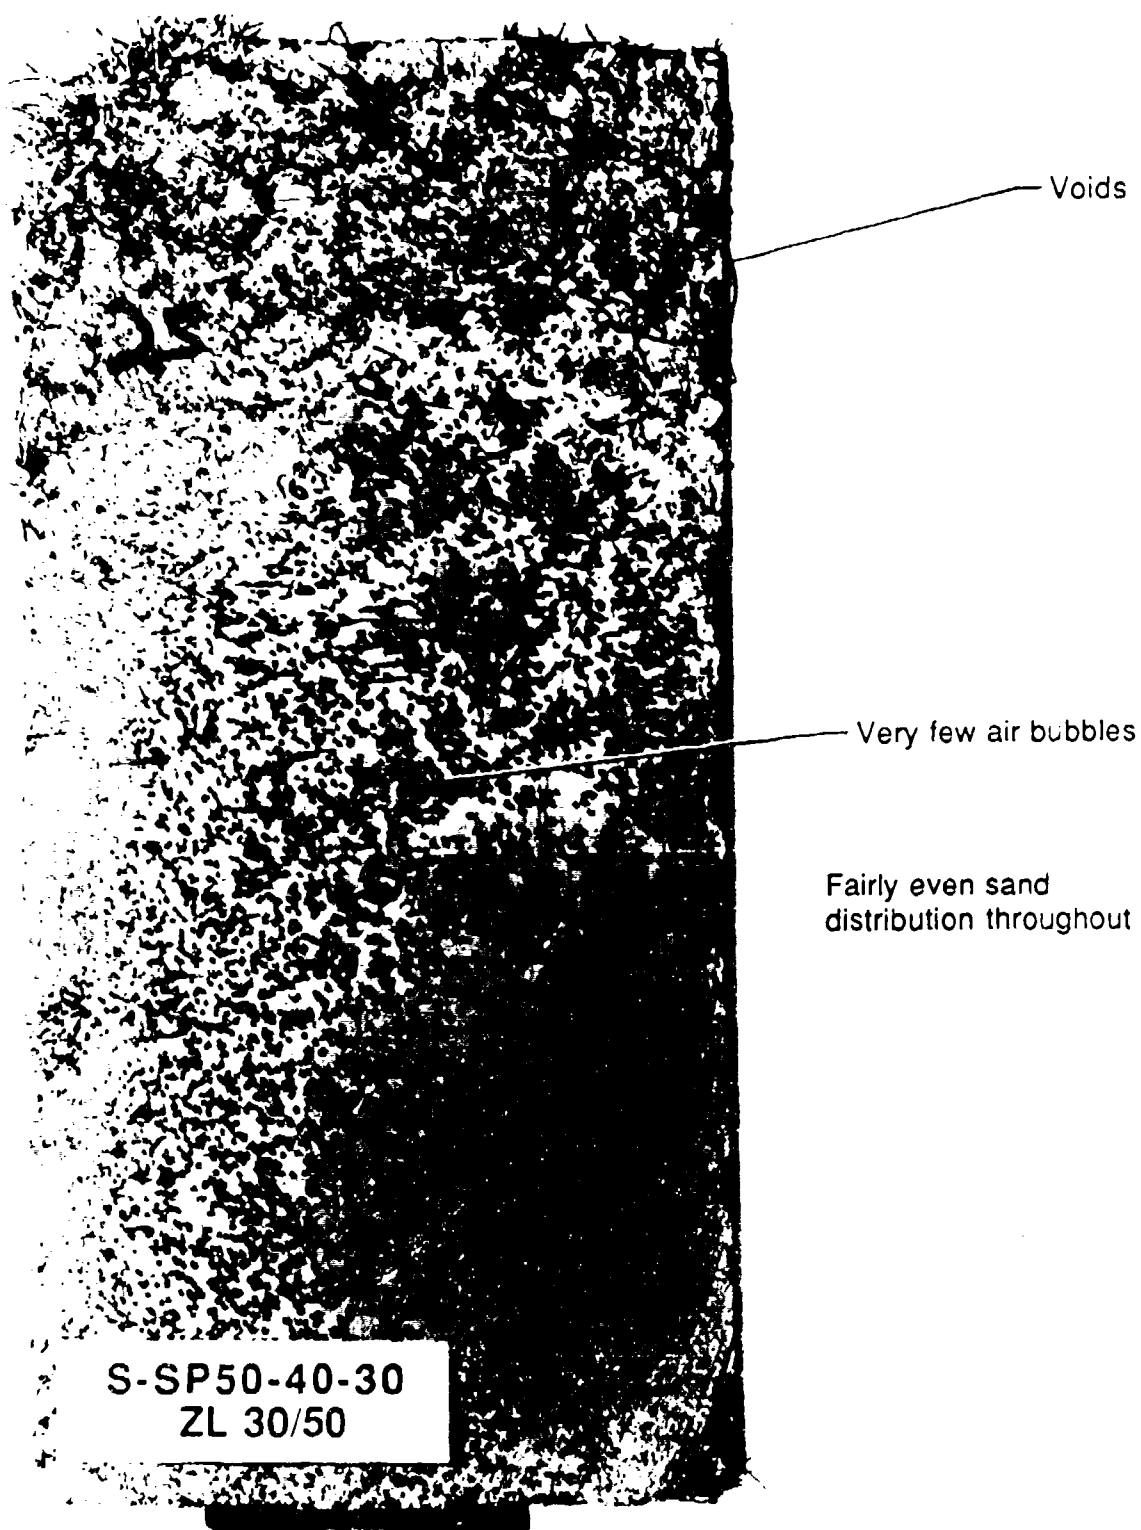 Voids
Very few air bubbles
Fairly even sand
distribution throughout
S-SP50-40-30
ZL 30/50